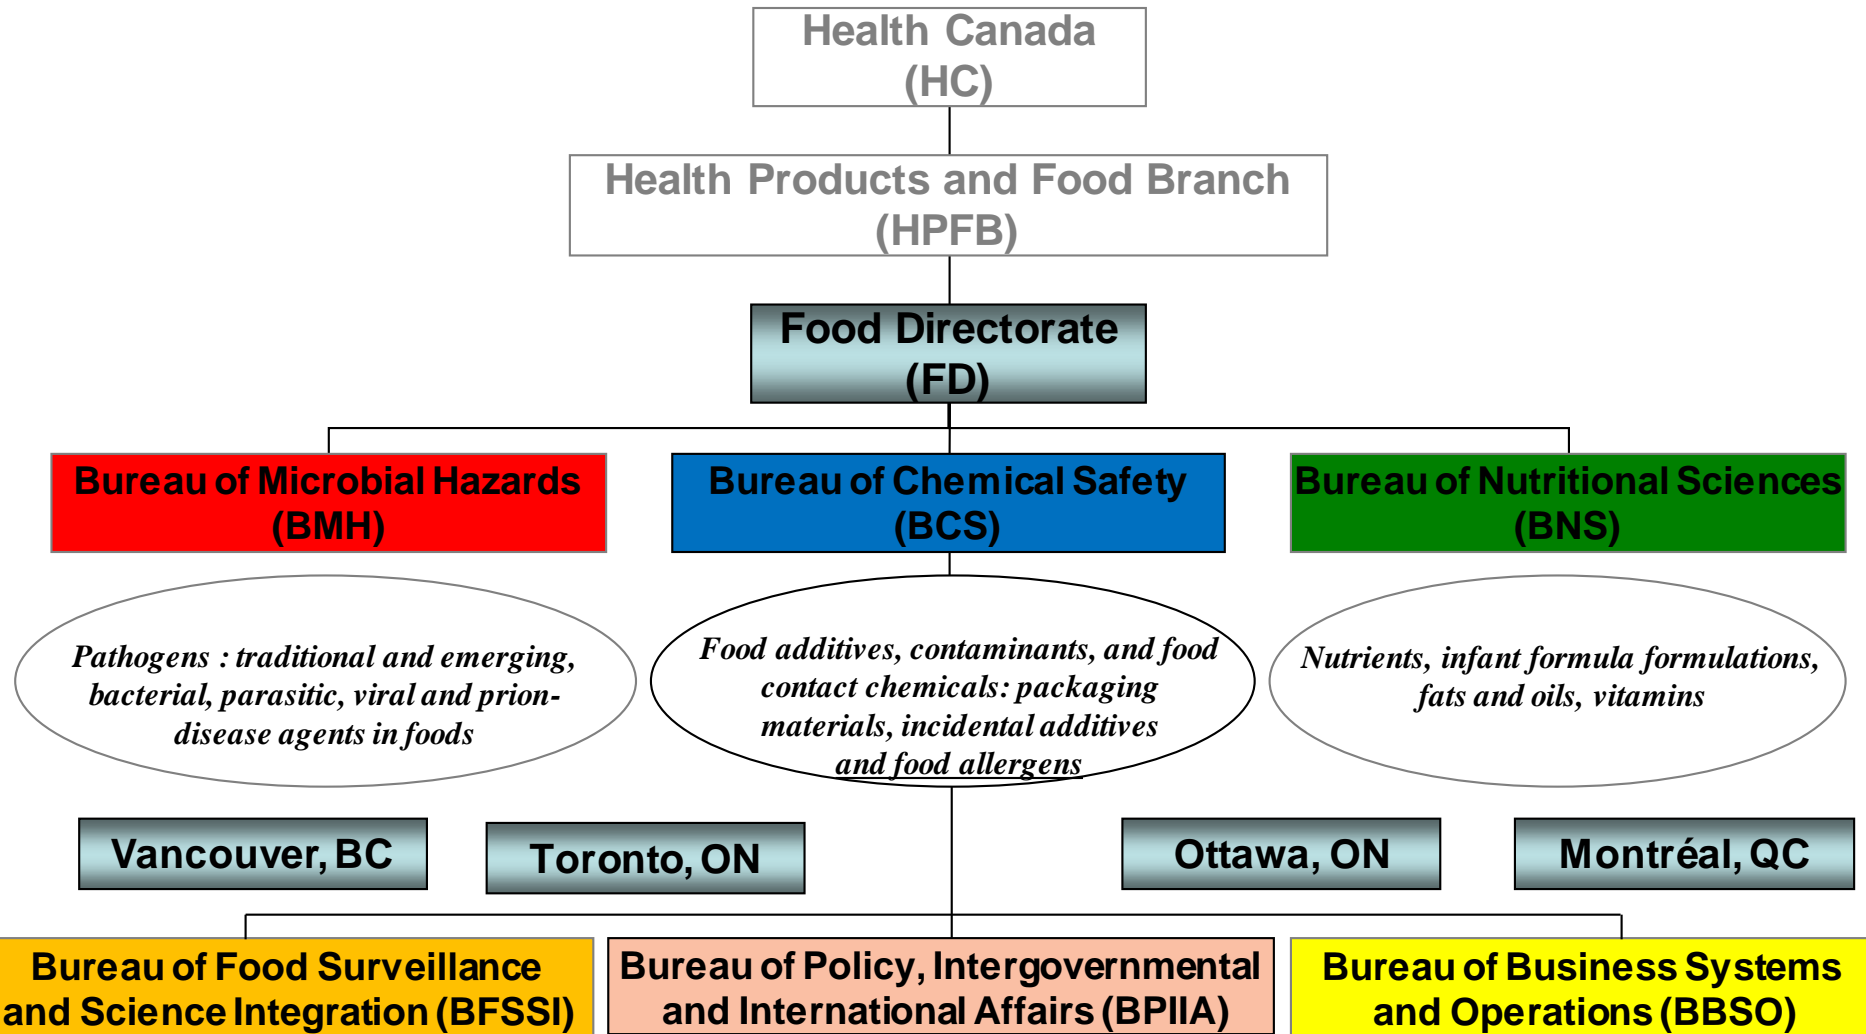 Health Canada
(HC)
Health Products and Food Branch
(HPFB)
Food Directorate
(FD)
Bureau of Microbial Hazards
(BMH)
Bureau of Chemical Safety
(BCS)
Bureau of Nutritional Sciences
(BNS)
Pathogens : traditional and emerging,
bacterial, parasitic, viral and prion-
disease agents in foods
Food additives, contaminants, and food
contact chemicals: packaging
materials, incidental additives
and food allergens
Nutrients, infant formula formulations,
fats and oils, vitamins
Vancouver, BC
Toronto, ON
Ottawa, ON
Montréal, QC
Bureau of Food Surveillance
and Science Integration (BFSSI)
Bureau of Policy, Intergovernmental
and International Affairs (BPIIA)
Bureau of Business Systems
and Operations (BBSO)